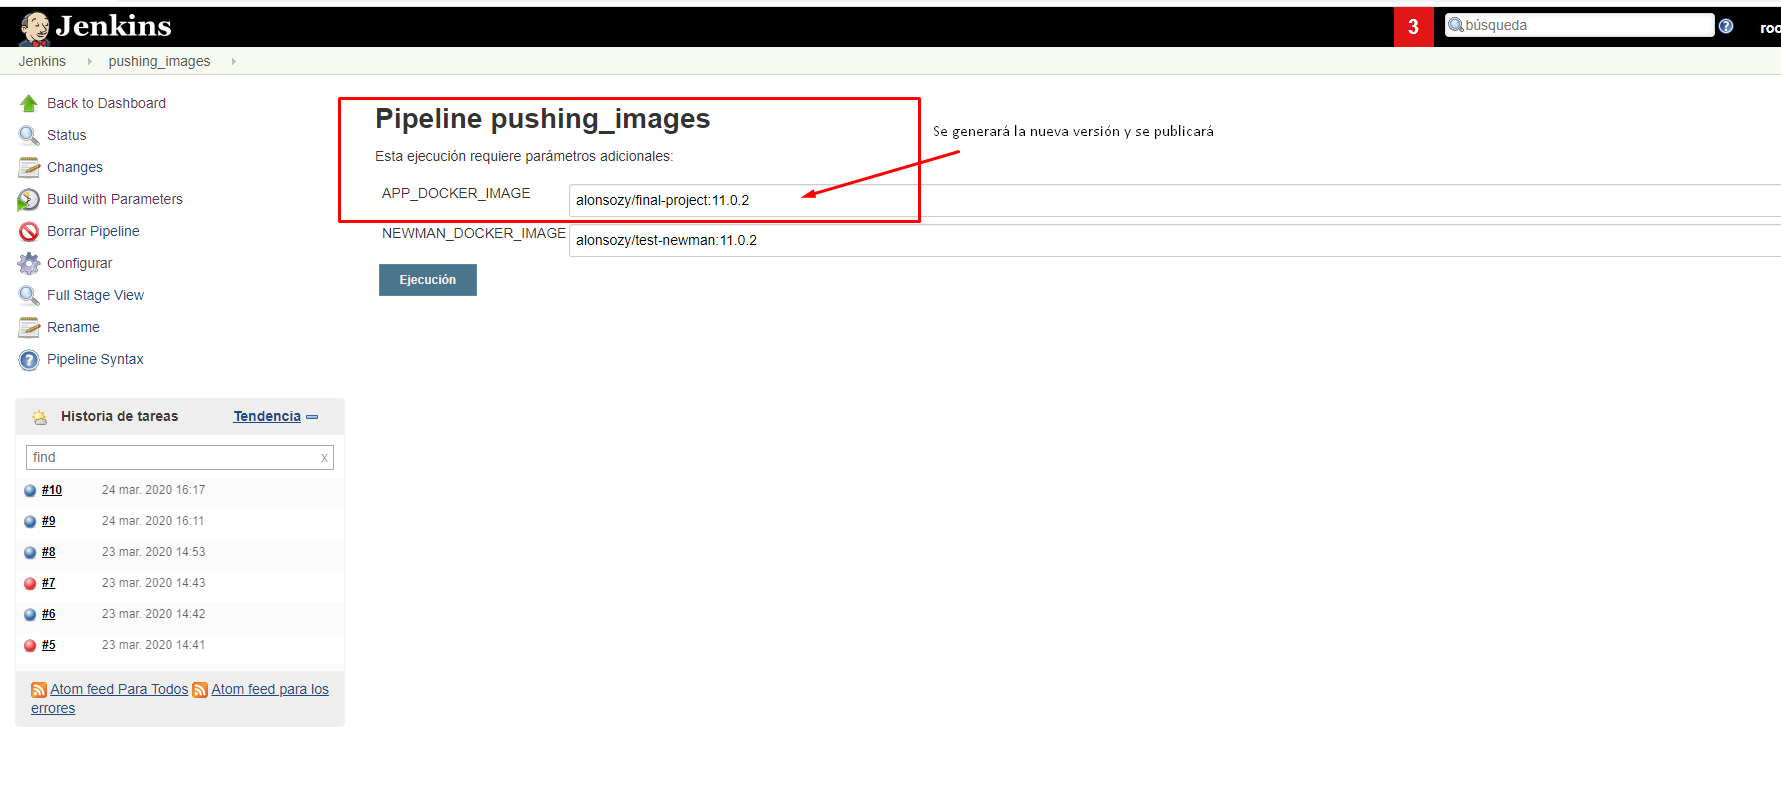 Jenkins
3
búsqueda
Jenkins
pushing_images
Back to Dashboard
Status
Changes
Build with Parameters
Borrar Pipeline
Configurar
Full Stage View
Rename
Pipeline Syntax
Historia de tareas
Tendencia
find
x
#10 24 mar. 2020 16:17
#9 24 mar. 2020 16:11
#8 23 mar. 2020 14:53
#7 23 mar. 2020 14:43
#6 23 mar. 2020 14:42
#5 23 mar. 2020 14:41
Atom feed Para Todos Atom feed para los
errores
Pipeline pushing_images
Esta ejecución requiere parámetros adicionales:
APP_DOCKER_IMAGE
alonsozy/final-project:11.0.2
NEWMAN_DOCKER_IMAGE
alonsozy/test-newman:11.0.2
Ejecución
Se generará la nueva versión y se publicará